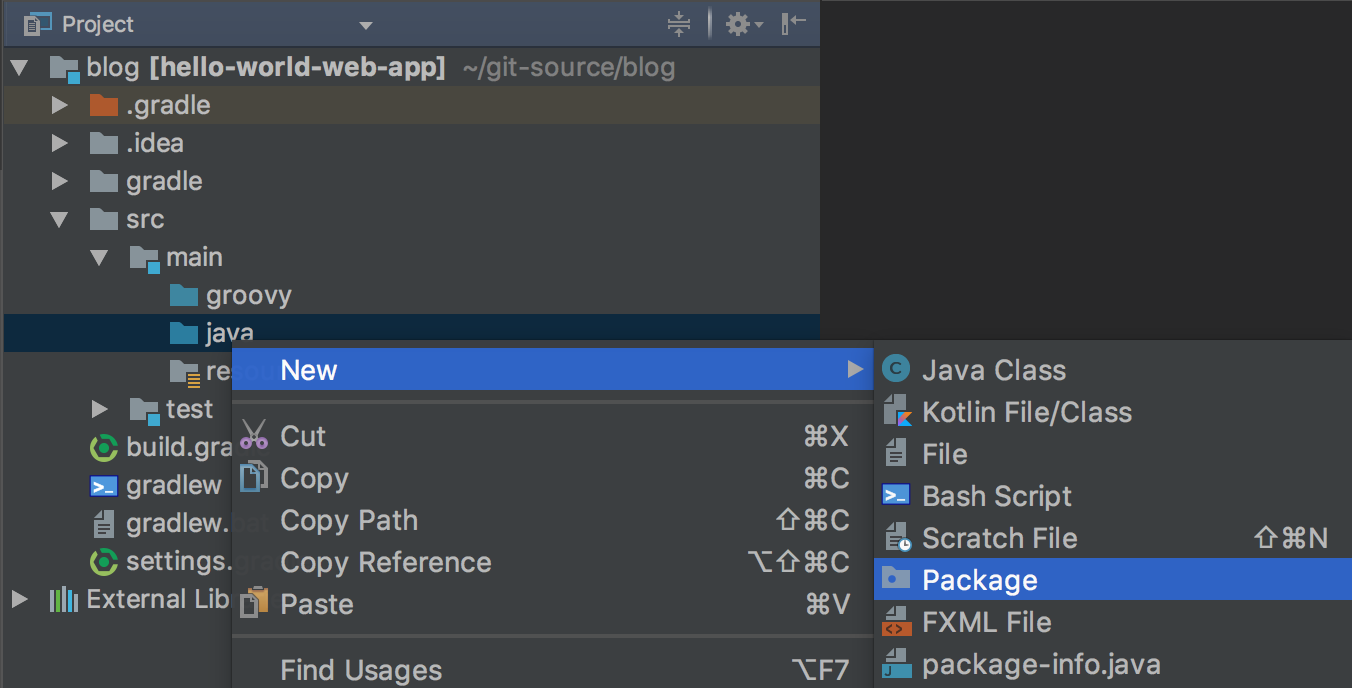 Project
blog [hello-world-web-app] ~/git-source/blog
.gradle
.idea
gradle
src
main
groovy
java
test
build.gra
gradlew
gradlew.bat
settings.gra
External Lib
New
Cut ⌘X
Copy ⌘C
Copy Path ⇧⌘C
Copy Reference ⌥⇧⌘C
Paste ⌘V
Find Usages ⌥F7
Java Class
Kotlin File/Class
File
Bash Script
Scratch File ⇧⌘N
Package
FXML File
package-info.java